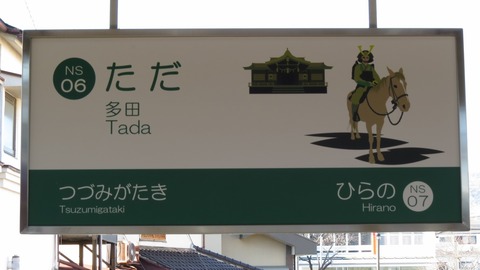 NS
06
ただ
多田
Tada
つづみがたき
Tsuzumigataki
ひらの
Hirano
NS
07